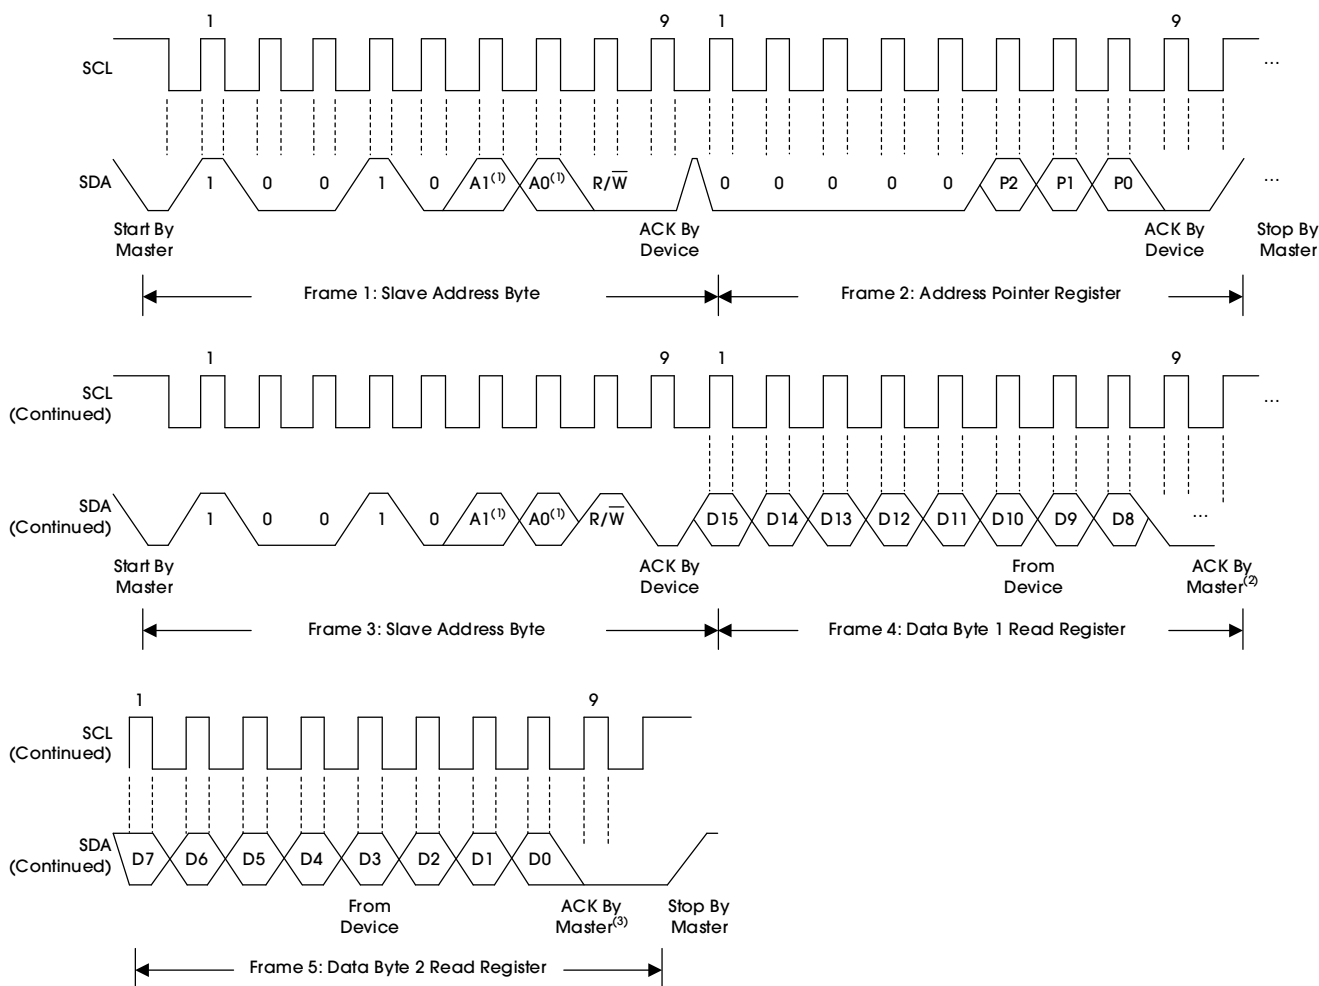 1 9 1 9
SCL ...
SDA 1 0 0 1 0 A1(1) A0(1) R/W̅ 0 0 0 0 0 P2 P1 P0 ...
Start By Master ACK By Device ACK By Device Stop By Master
Frame 1: Slave Address Byte Frame 2: Address Pointer Register
1 9 1 9
SCL (Continued) ...
SDA (Continued) 1 0 0 1 0 A1(1) A0(1) R/W̅ D15 D14 D13 D12 D11 D10 D9 D8 ...
Start By Master ACK By Device From Device ACK By Master(2)
Frame 3: Slave Address Byte Frame 4: Data Byte 1 Read Register
1 9
SCL (Continued)
SDA (Continued) D7 D6 D5 D4 D3 D2 D1 D0
From Device ACK By Master(3) Stop By Master
Frame 5: Data Byte 2 Read Register